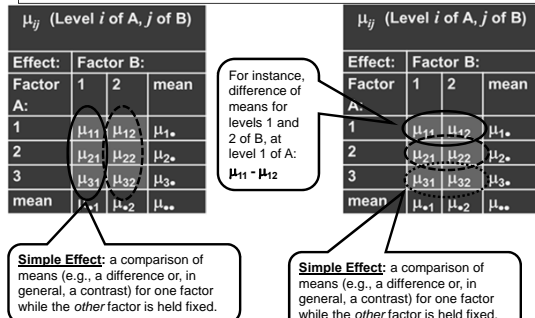 μij (Level i of A, j of B)
Effect: Factor B:
Factor A: 1 2 mean
1 μ11 μ12 μ1•
2 μ21 μ22 μ2•
3 μ31 μ32 μ3•
mean μ•1 μ•2 μ••
Simple Effect: a comparison of
means (e.g., a difference or, in
general, a contrast) for one factor
while the other factor is held fixed.
For instance,
difference of
means for
levels 1 and
2 of B, at
level 1 of A:
μ11 - μ12
μij (Level i of A, j of B)
Effect: Factor B:
Factor A: 1 2 mean
1 μ11 μ12 μ1•
2 μ21 μ22 μ2•
3 μ31 μ32 μ3•
mean μ•1 μ•2 μ••
Simple Effect: a comparison of
means (e.g., a difference or, in
general, a contrast) for one factor
while the other factor is held fixed.